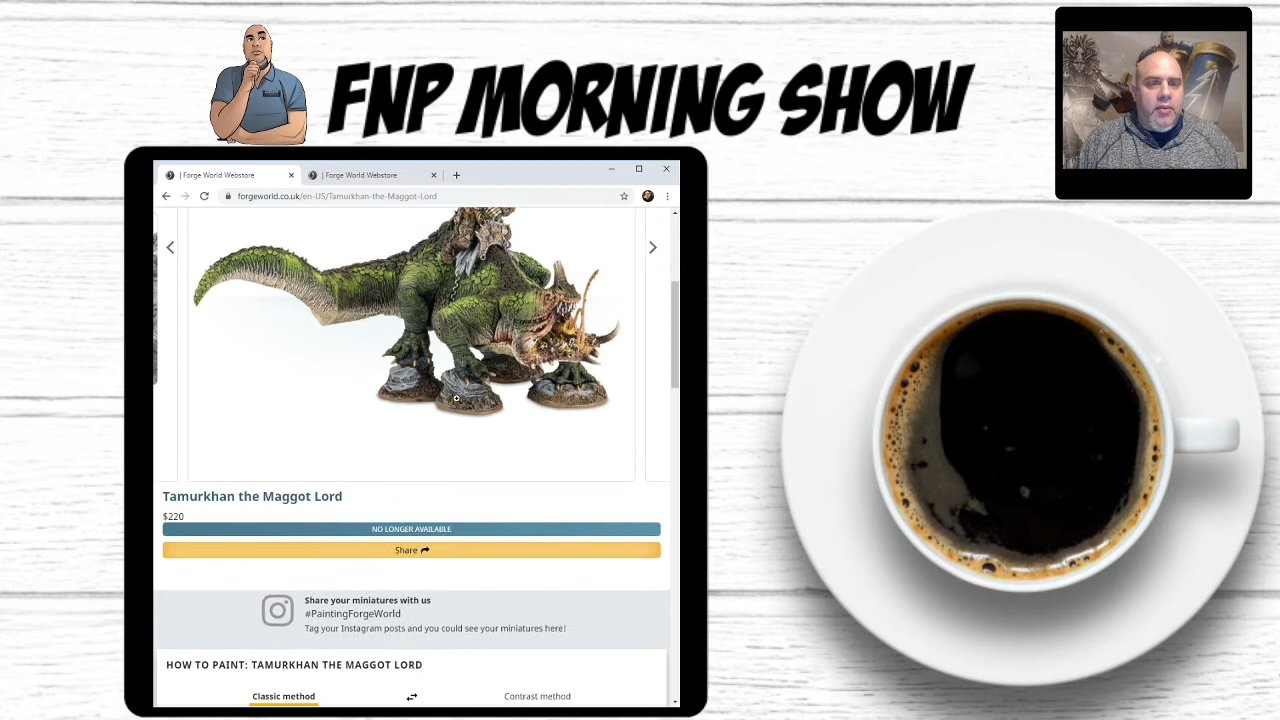 FNP MORNING SHOW
| Forge World Webstore
| Forge World Webstore
forgeworld.co.uk/en-US/Tamurkhan-the-Maggot-Lord
Tamurkhan the Maggot Lord
$220
NO LONGER AVAILABLE
Share
Share your miniatures with us
#PaintingForgeWorld
Tag your Instagram posts and you could see your miniatures here!
HOW TO PAINT: TAMURKHAN THE MAGGOT LORD
Classic method
Contrast method